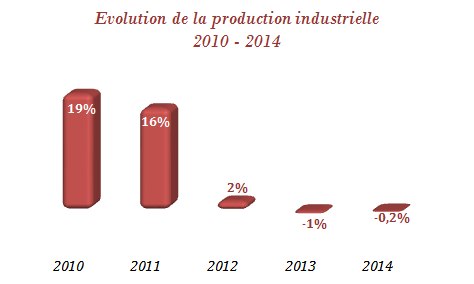 Evolution de la production industrielle
2010 - 2014
19%
16%
2%
-1%
-0,2%
2010 2011 2012 2013 2014